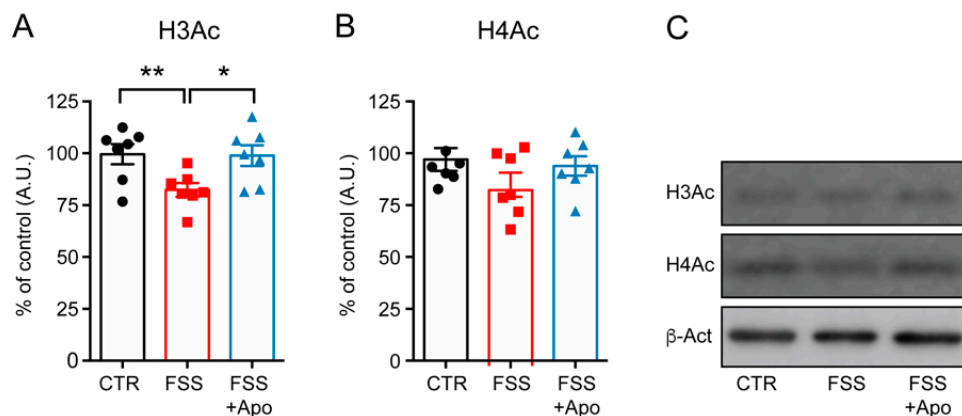 A
H3Ac
**
*
% of control (A.U.)
125
100
75
50
25
0
CTR
FSS
FSS
+Apo
B
H4Ac
% of control (A.U.)
125
100
75
50
25
0
CTR
FSS
FSS
+Apo
C
H3Ac
H4Ac
β-Act
CTR
FSS
FSS
+Apo